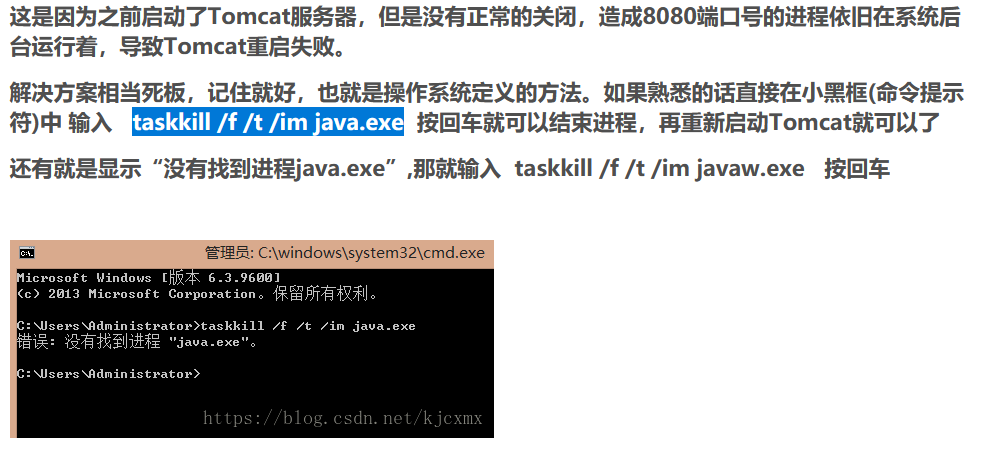 这是因为之前启动了Tomcat服务器，但是没有正常的关闭，造成8080端口号的进程依旧在系统后
台运行着，导致Tomcat重启失败。
解决方案相当死板，记住就好，也就是操作系统定义的方法。如果熟悉的话直接在小黑框(命令提示
符)中 输入 taskkill /f /t /im java.exe 按回车就可以结束进程，再重新启动Tomcat就可以了
还有就是显示“没有找到进程java.exe”,那就输入 taskkill /f /t /im javaw.exe 按回车
管理员: C:\windows\system32\cmd.exe
Microsoft Windows [版本 6.3.9600]
(c) 2013 Microsoft Corporation。保留所有权利。
C:\Users\Administrator>taskkill /f /t /im java.exe
错误: 没有找到进程 "java.exe"。
C:\Users\Administrator>
https://blog.csdn.net/kjcxmx